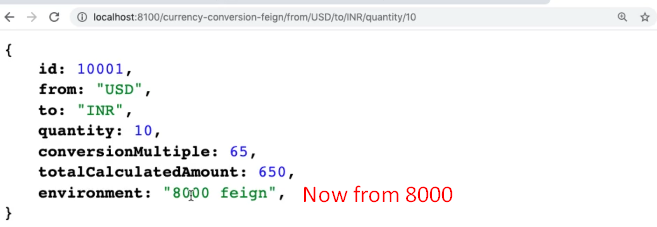 localhost:8100/currency-conversion-feign/from/USD/to/INR/quantity/10
{
id: 10001,
from: "USD",
to: "INR",
quantity: 10,
conversionMultiple: 65,
totalCalculatedAmount: 650,
environment: "8000 feign", Now from 8000
}